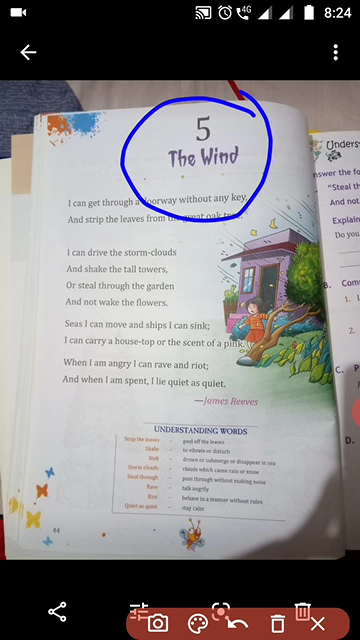 4G
8:24
5
The Wind
I can get through a doorway without any key,
And strip the leaves from the great oak tree.
I can drive the storm-clouds
And shake the tall towers,
Or steal through the garden
And not wake the flowers.
Seas I can move and ships I can sink;
I can carry a house-top or the scent of a pink.
When I am angry I can rave and riot;
And when I am spent, I lie quiet as quiet.
—James Reeves
UNDERSTANDING WORDS
Strip the leaves - peel off the leaves
Shake - to vibrate or disturb
Sink - drown or submerge or disappear in sea
Storm clouds - clouds which cause rain or snow
Steal through - pass through without making noise
Rave - talk angrily
Riot - behave in a manner without rules
Quiet as quiet - stay calm
44
Unders
nswer the fo
"Steal th
And not
Explain
Do you
B. Com
1.
2.
C. P
D.